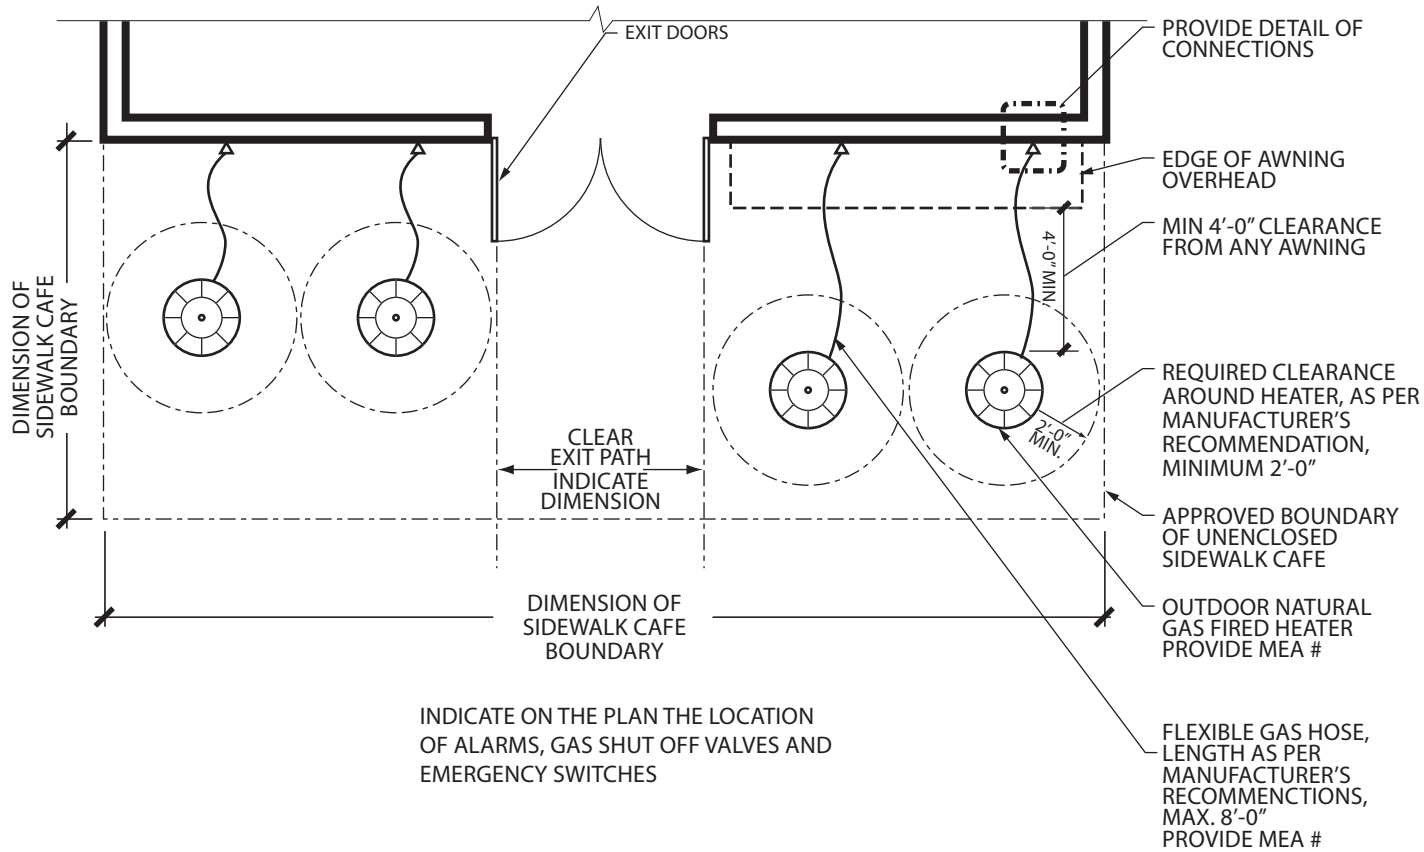 EXIT DOORS
PROVIDE DETAIL OF
CONNECTIONS
EDGE OF AWNING
OVERHEAD
MIN 4'-0" CLEARANCE
FROM ANY AWNING
4'-0" MIN.
DIMENSION OF
SIDEWALK CAFE
BOUNDARY
REQUIRED CLEARANCE
AROUND HEATER, AS PER
MANUFACTURER'S
RECOMMENDATION,
MINIMUM 2'-0"
2'-0"
MIN.
CLEAR
EXIT PATH
INDICATE
DIMENSION
APPROVED BOUNDARY
OF UNENCLOSED
SIDEWALK CAFE
DIMENSION OF
SIDEWALK CAFE
BOUNDARY
OUTDOOR NATURAL
GAS FIRED HEATER
PROVIDE MEA #
INDICATE ON THE PLAN THE LOCATION
OF ALARMS, GAS SHUT OFF VALVES AND
EMERGENCY SWITCHES
FLEXIBLE GAS HOSE,
LENGTH AS PER
MANUFACTURER'S
RECOMMENCTIONS,
MAX. 8'-0"
PROVIDE MEA #